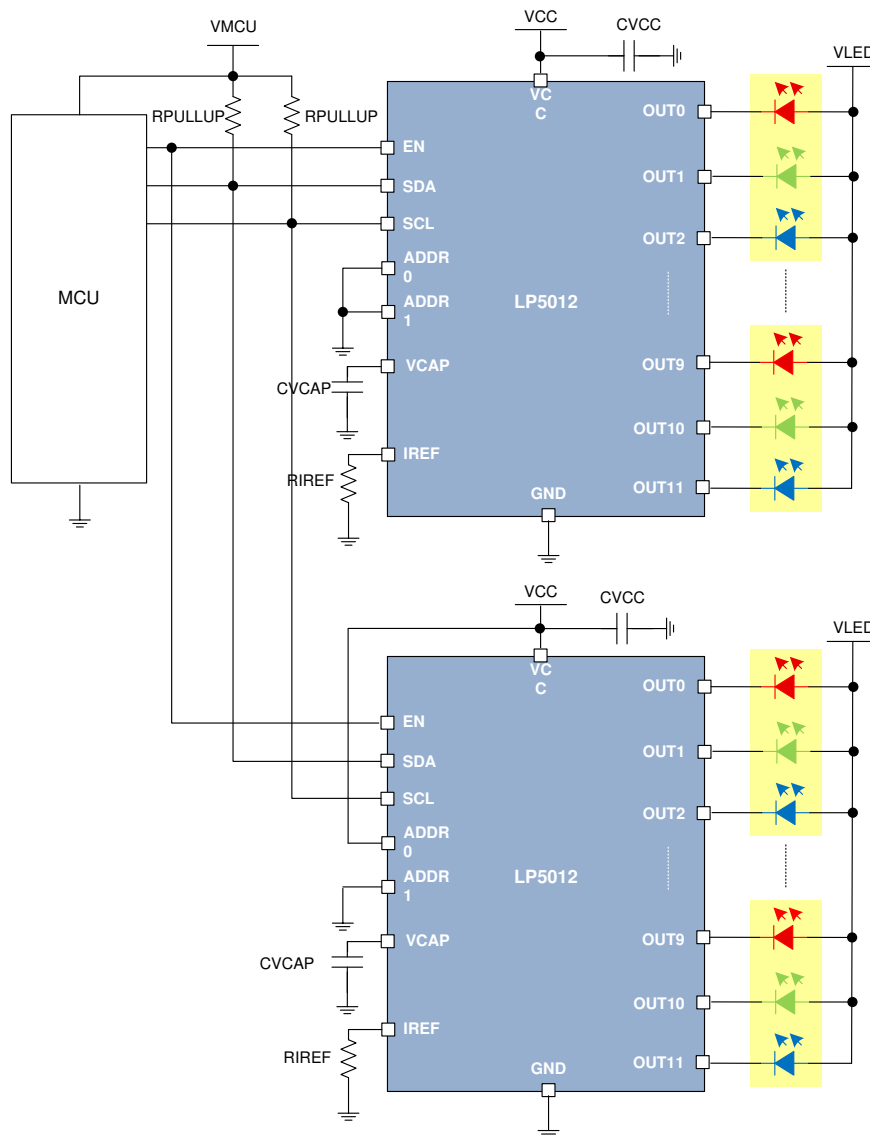 VMCU
VCC
CVCC
VLED
RPULLUP
RPULLUP
VC
C
OUT0
EN
OUT1
SDA
SCL
OUT2
ADDR
0
MCU
LP5012
ADDR
1
VCAP
OUT9
CVCAP
OUT10
IREF
RIREF
GND
OUT11
VCC
CVCC
VLED
VC
C
OUT0
EN
OUT1
SDA
SCL
OUT2
ADDR
0
LP5012
ADDR
1
VCAP
OUT9
CVCAP
OUT10
IREF
RIREF
GND
OUT11